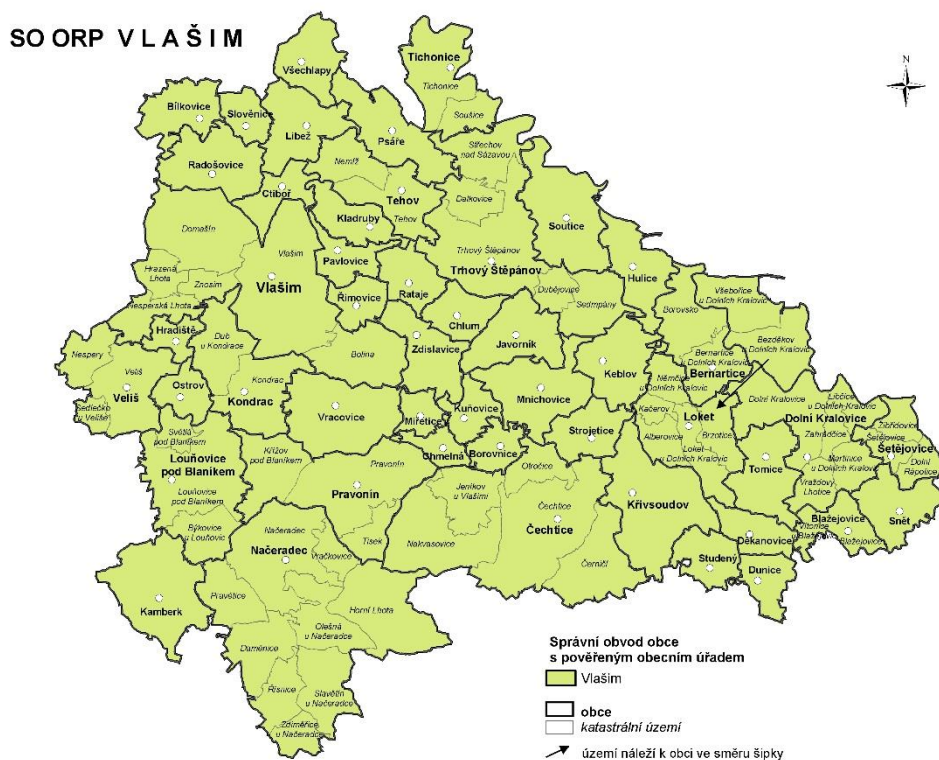 SO ORP VLAŠIM
N
Všechlapy
Tichonice
Tichonice
Soušice
Bílkovice
Slověnice
Libež
Psáře
Střechov
nad Sázavou
Radošovice
Nemíž
Ctiboř
Tehov
Tehov
Dalkovice
Kladruby
Soutice
Domašín
Vlašim
Vlašim
Pavlovice
Trhový Štěpánov
Trhový Štěpánov
Hulice
Hrazená
Lhota
Znosim
Nesperská Lhota
Římovice
Rataje
Dubějovice
Sedmpány
Borovsko
Všebořice
u Dolních Kralovic
Hradiště
Dub
u Kondrace
Bolina
Chlum
Zdislavice
Javorník
Bezděkov
u Dolních Kralovic
Bernartice
u Dolních Kralovic
Bernartice
Nespery
Veliš
Veliš
Sedlečko
u Veliše
Ostrov
Kondrac
Kondrac
Vracovice
Miřetice
Kuňovice
Mnichovice
Keblov
Němčice
u Dolních Kralovic
Kačerov
Loket
Alberovice
Brzotice
Loket
u Dolních Kralovic
Dolní Kralovice
Dolní Kralovice
Libčice
u Dolních Kralovic
Zahrádčice
Martinice
u Dolních Kralovic
Zibřidovice
Šetějovice
Šetějovice
Dolní
Rápotice
Světlá
pod Blaníkem
Louňovice
pod Blaníkem
Louňovice
pod Blaníkem
Křížov
pod Blaníkem
Pravonín
Pravonín
Chmelná
Borovnice
Strojetice
Otročice
Tomice
Vraždovy
Lhotice
Býkovice
u Louňovic
Tisek
Jeníkov
u Vlašimi
Nakvasovice
Čechtice
Čechtice
Černičí
Křivsoudov
Děkanovice
Blažejovice
Blažejovice
Snět
Studený
Dunice
Načeradec
Načeradec
Vračkovice
Kamberk
Pravětice
Horní Lhota
Olešná
u Načeradce
Daměnice
Řísnice
Slavětín
u Načeradce
Zdiměřice
u Načeradce
Správní obvod obce
s pověřeným obecním úřadem
Vlašim
obce
katastrální území
území náleží k obci ve směru šipky